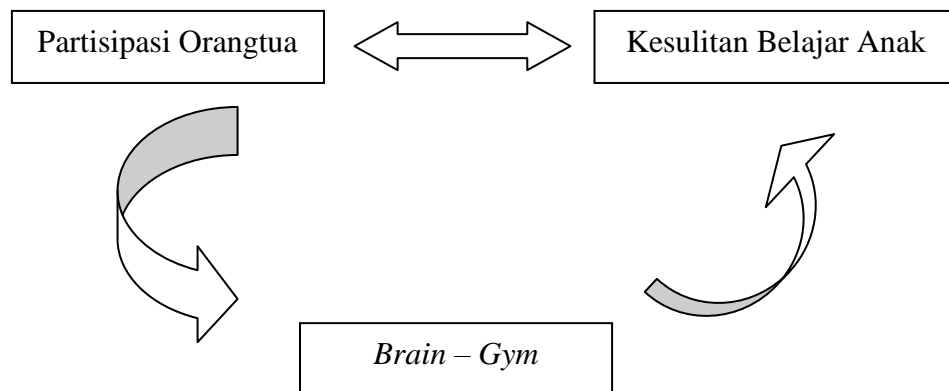 Partisipasi Orangtua
Kesulitan Belajar Anak
Brain – Gym